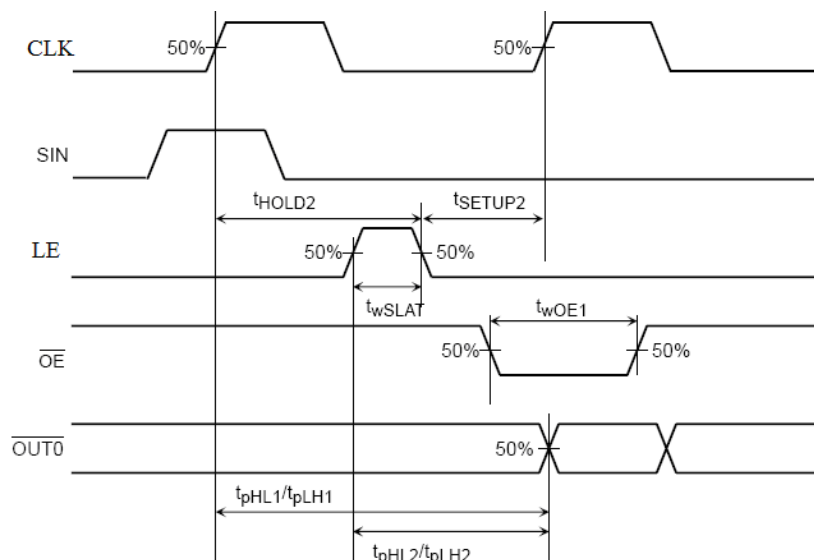 CLK
50%
50%
SIN
tHOLD2
tSETUP2
LE
50%
50%
twSLAT
twOE1
OE
50%
50%
OUT0
50%
tpHL1/tpLH1
tpHL2/tpLH2